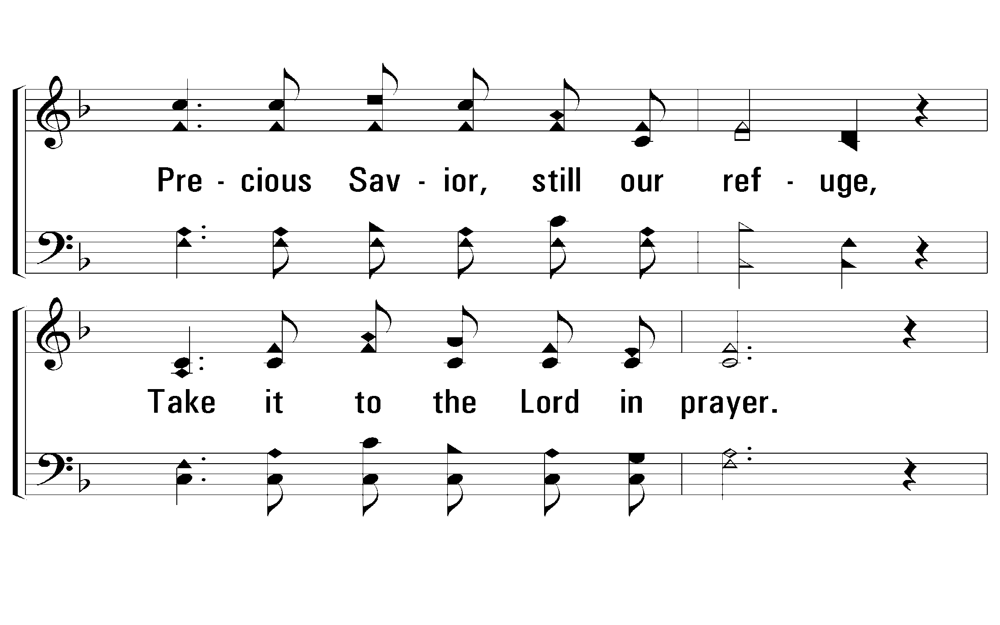 Pre - cious Sav - ior, still our ref - uge,
Take it to the Lord in prayer.